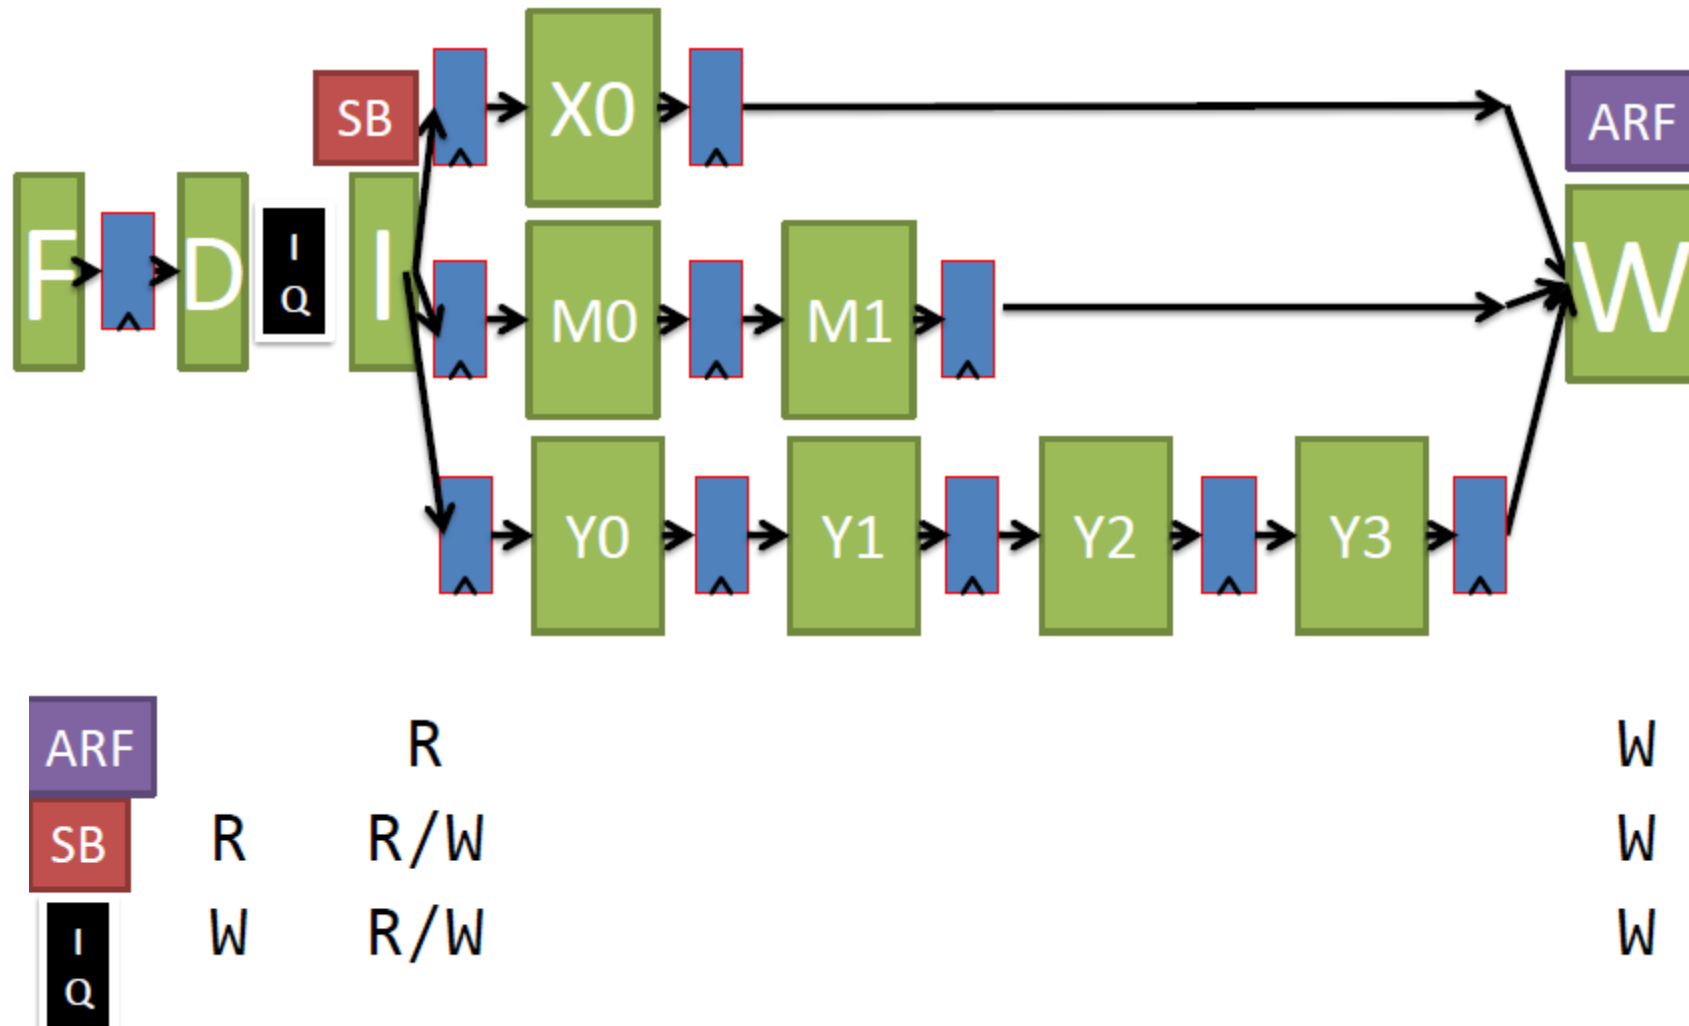 SB X0 ARF
F D I Q I M0 M1 W
Y0 Y1 Y2 Y3
ARF R W
SB R R/W W
I Q W R/W W